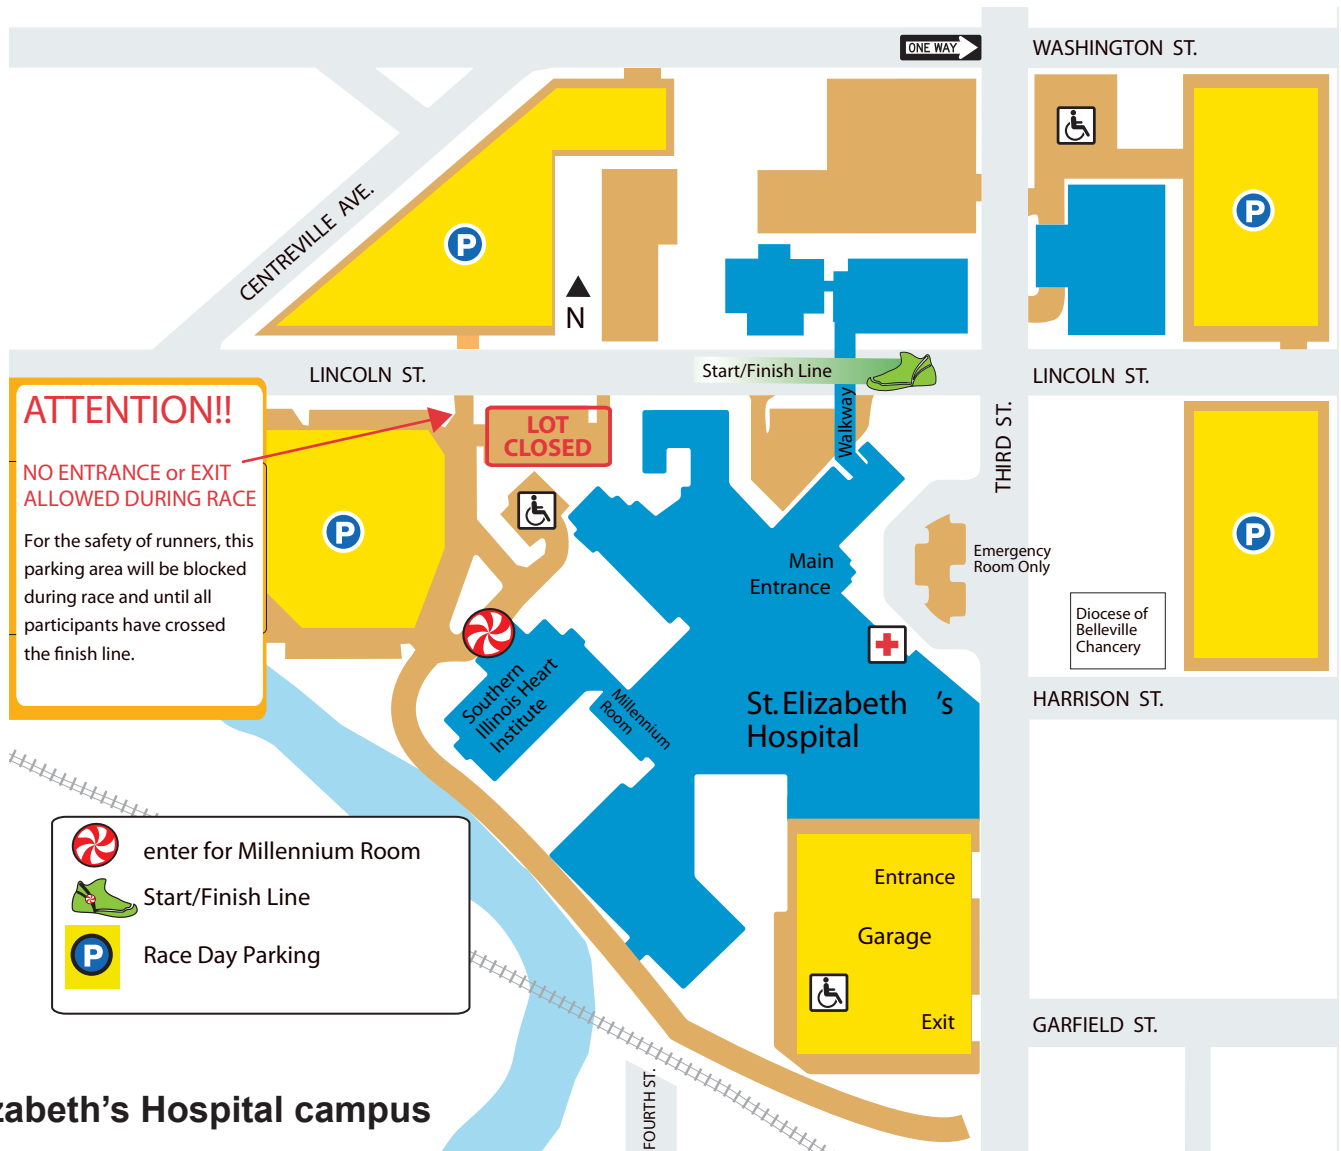 ONE WAY
WASHINGTON ST.
CENTREVILLE AVE.
P
P
N
LINCOLN ST.
Start/Finish Line
LINCOLN ST.
ATTENTION!!
NO ENTRANCE or EXIT
ALLOWED DURING RACE
For the safety of runners, this
parking area will be blocked
during race and until all
participants have crossed
the finish line.
LOT
CLOSED
Walkway
THIRD ST.
P
P
Main
Entrance
Emergency
Room Only
Diocese of
Belleville
Chancery
Southern
Illinois Heart
Institute
Millennium
Room
St. Elizabeth 's
Hospital
HARRISON ST.
enter for Millennium Room
Start/Finish Line
P
Race Day Parking
Entrance
Garage
Exit
GARFIELD ST.
FOURTH ST.
zabeth's Hospital campus